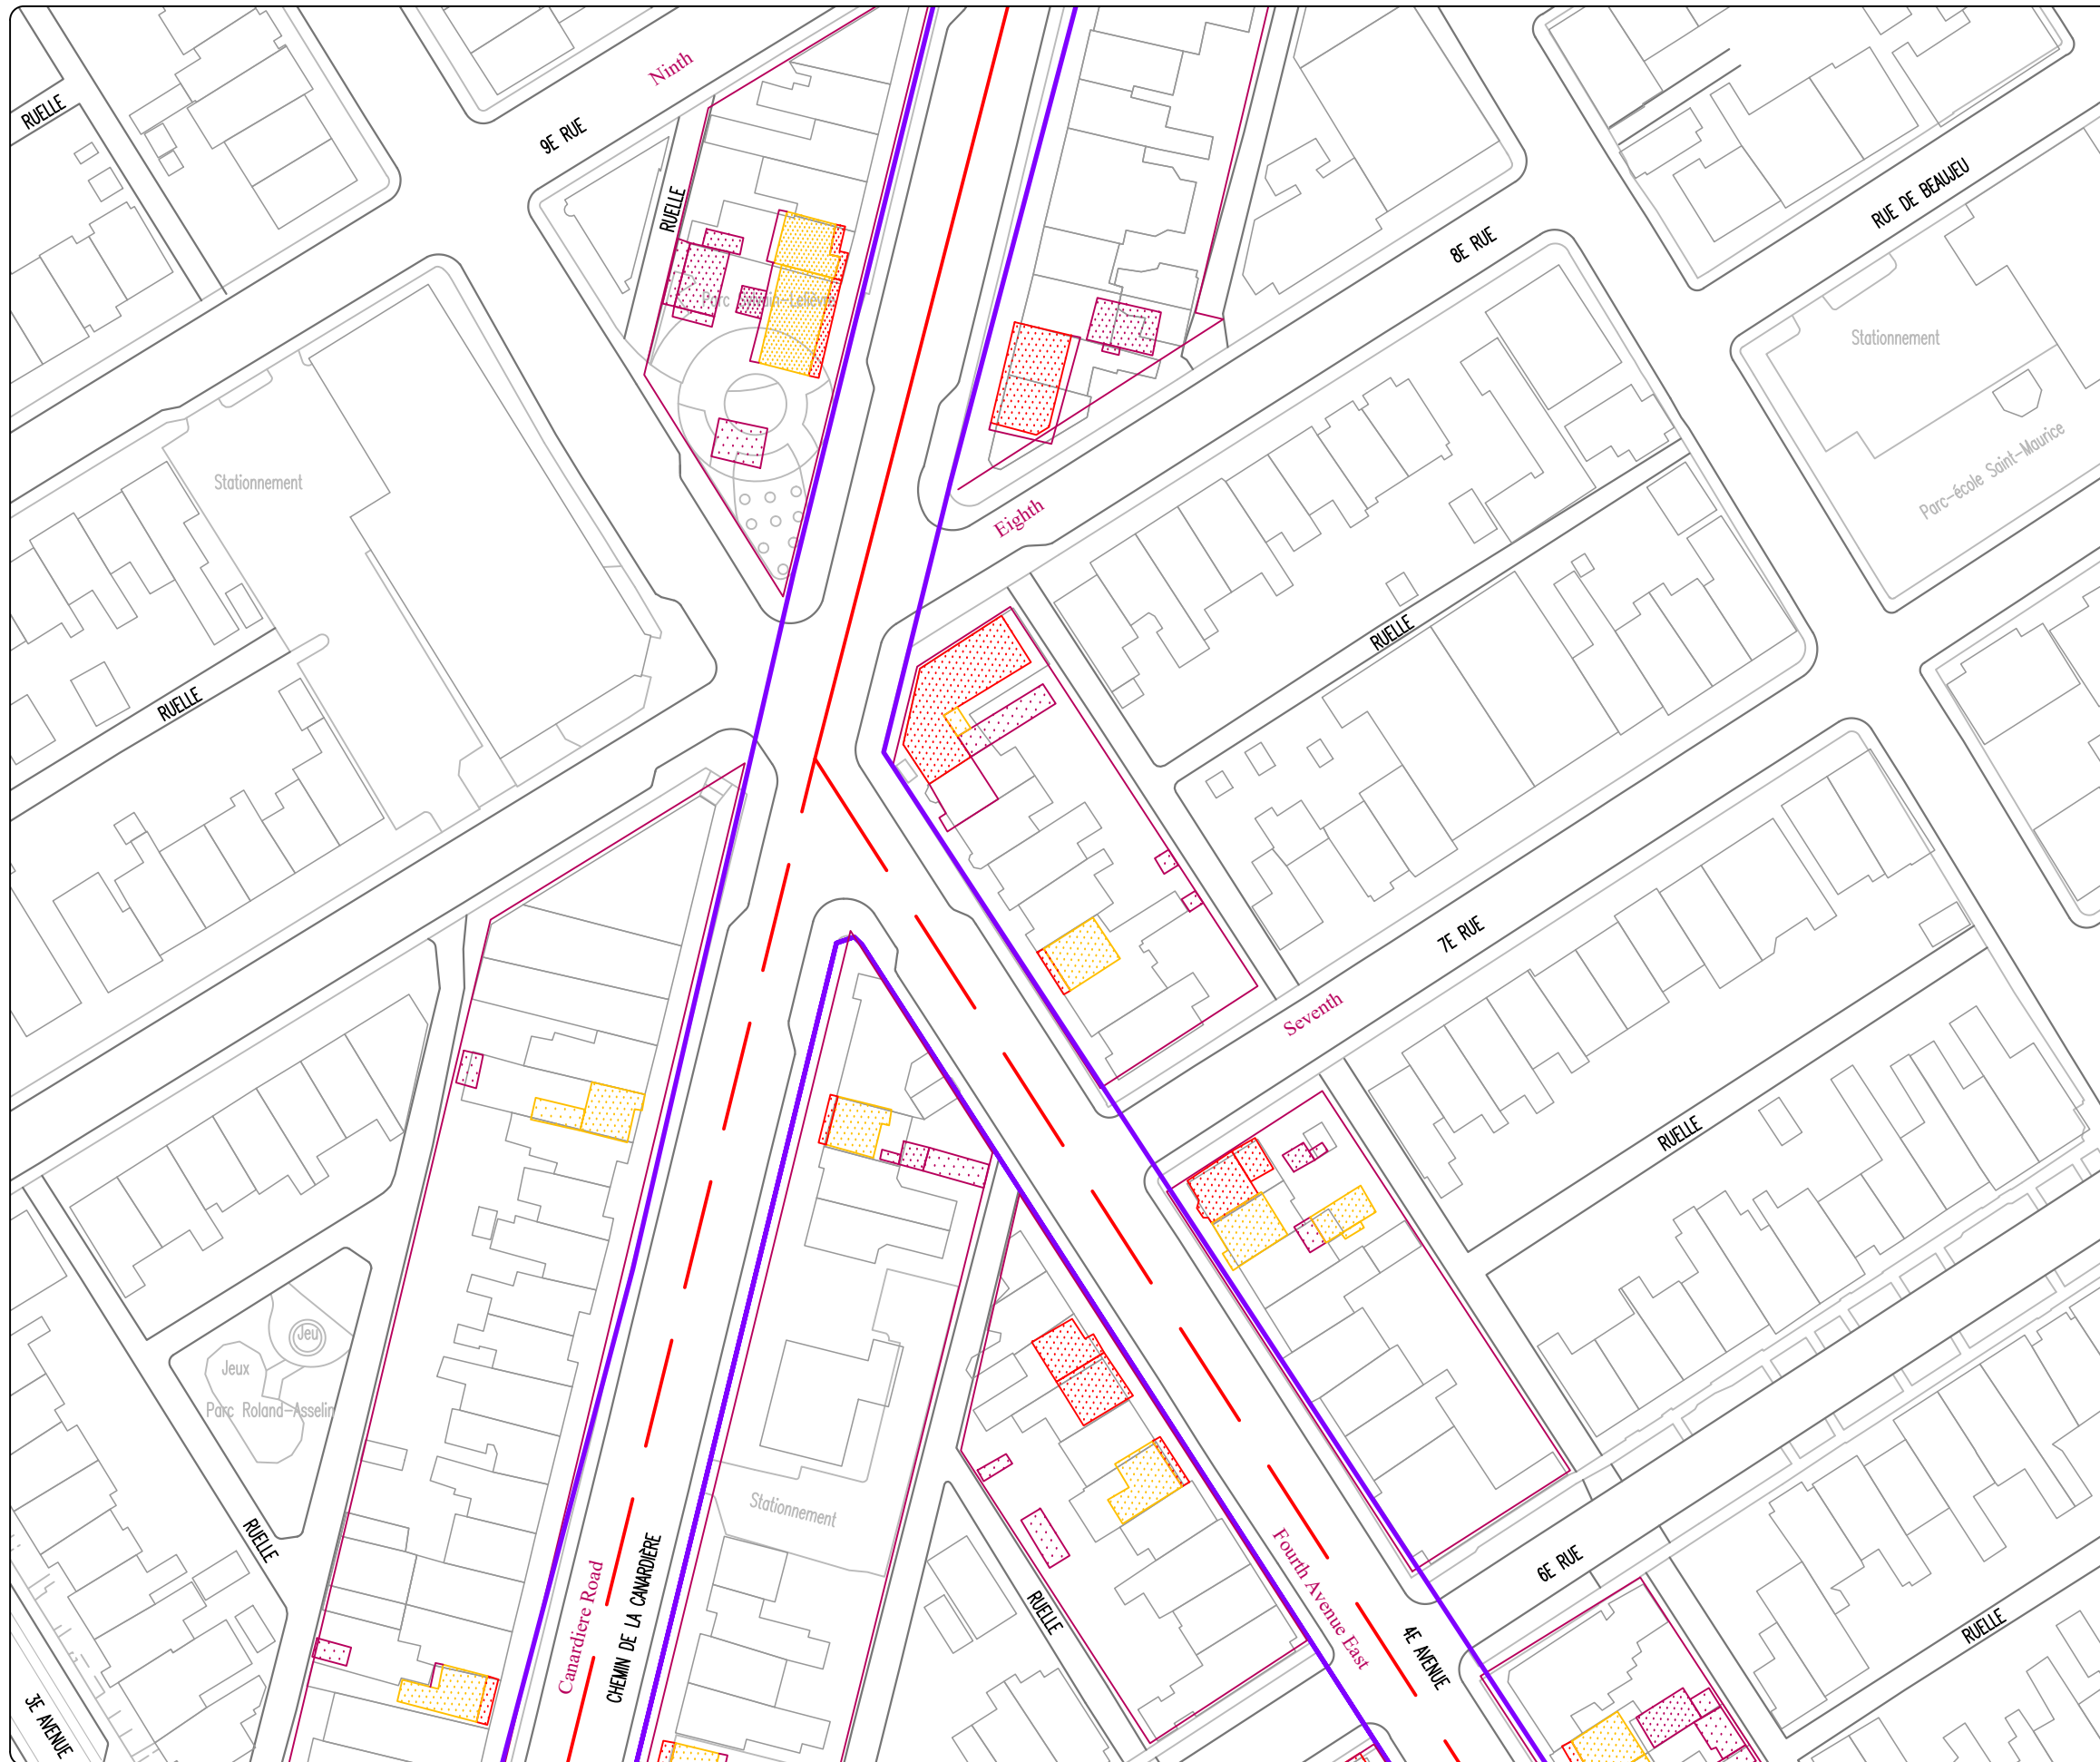 Ninth
9E RUE
RUELLE
RUELLE
RUE DE BEAUJEU
8E RUE
Parc
Stationnement
Stationnement
Parc-école Saint-Maurice
Eighth
RUELLE
RUELLE
7E RUE
Seventh
RUELLE
Jeu
Jeux
Parc Roland-Asselin
Stationnement
RUELLE
Canardiere Road
CHEMIN DE LA CANARDIÈRE
RUELLE
Fourth Avenue East
4E AVENUE
6E RUE
RUELLE
3E AVENUE